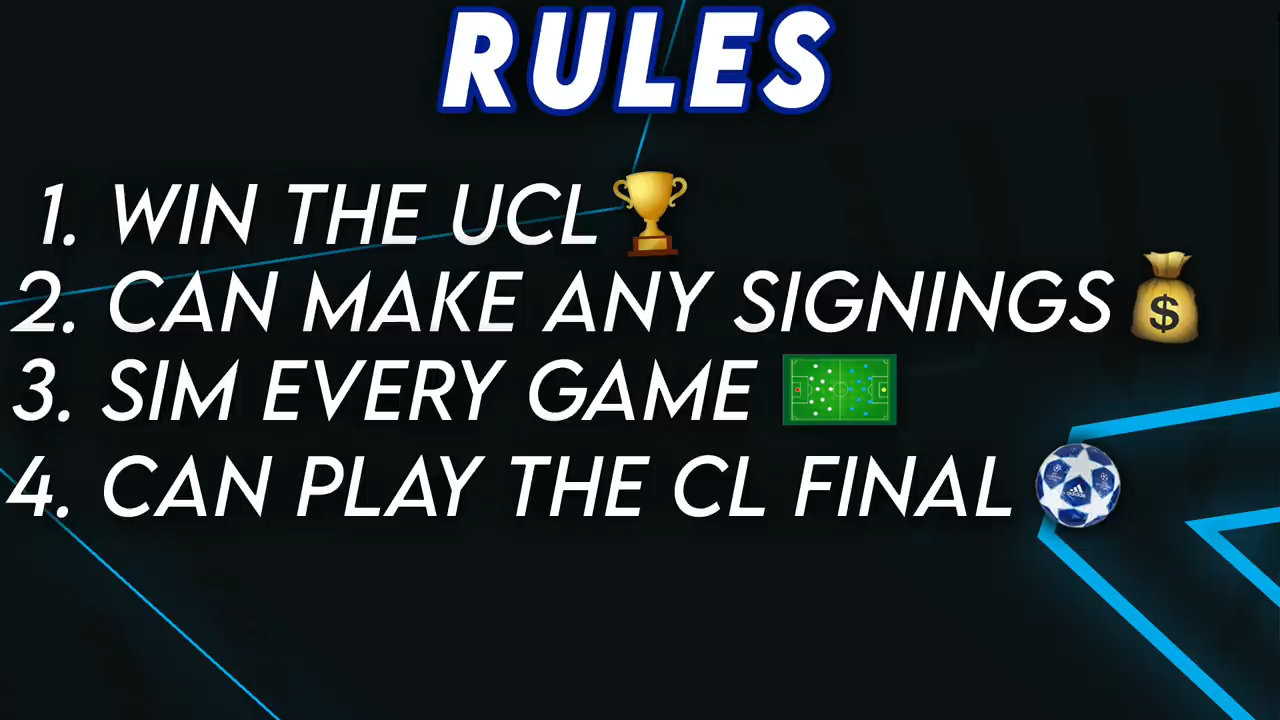 RULES
1. WIN THE UCL
2. CAN MAKE ANY SIGNINGS
$
3. SIM EVERY GAME
4. CAN PLAY THE CL FINAL
adidas